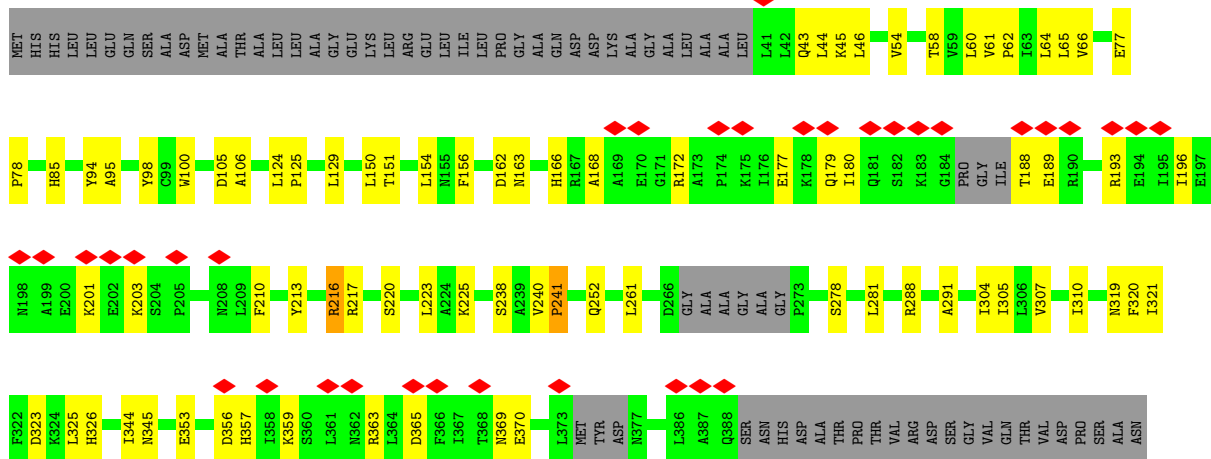 MET HIS HIS LEU LEU GLU GLN SER ALA ASP MET ALA THR ALA LEU LEU ALA GLY GLU LYS LEU ARG GLU LEU ILE LEU PRO GLY ALA GLN ASP ASP LYS ALA GLY ALA LEU ALA ALA LEU L41 L42 Q43 L44 K45 L46 V54 T58 V59 L60 V61 P62 I63 L64 L65 V66 E77
P78 H85 Y94 A95 Y98 C99 W100 D105 A106 L124 P125 L129 L150 T151 L154 N155 F156 D162 N163 H166 R167 A168 A169 E170 G171 R172 A173 P174 K175 I176 E177 K178 Q179 I180 Q181 S182 K183 G184 PRO GLY ILE T188 E189 R190 R193 E194 I195 I196 E197
N198 A199 E200 K201 E202 K203 S204 P205 N208 L209 F210 Y213 R216 R217 S220 L223 A224 K225 S238 A239 V240 P241 Q252 L261 D266 GLY ALA ALA GLY ALA GLY P273 S278 L281 R288 A291 I304 I305 L306 V307 I310 N319 F320 I321
F322 D323 K324 L325 H326 I344 N345 E353 D356 H357 I358 K359 S360 L361 N362 R363 L364 D365 F366 I367 T368 N369 E370 L373 MET TYR ASP N377 L386 A387 Q388 SER ASN HIS ASP ALA THR PRO THR VAL ARG ASP SER GLY VAL GLN THR VAL ASP PRO SER ALA ASN